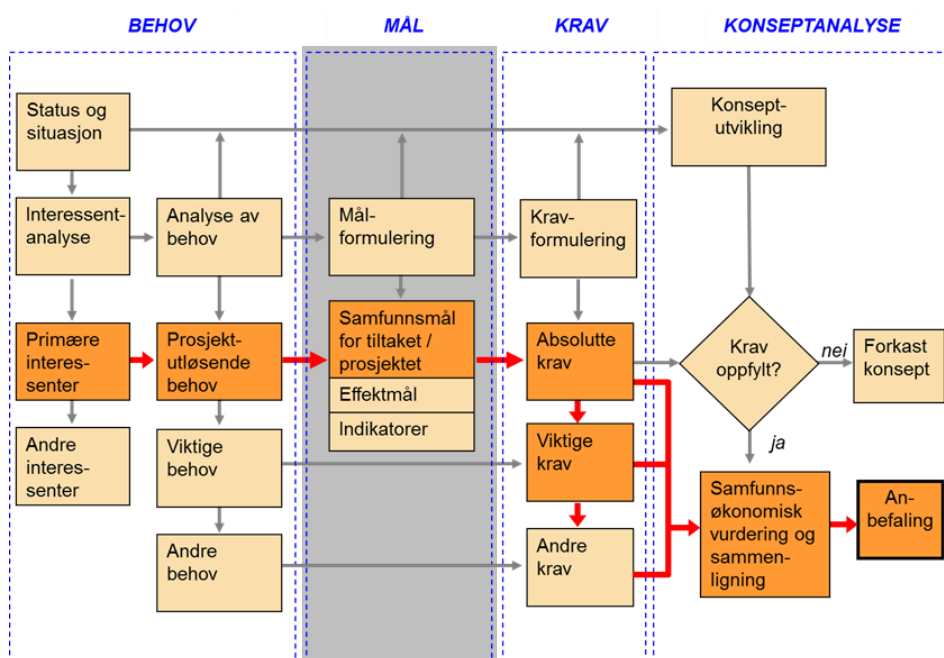 BEHOV
MÅL
KRAV
KONSEPTANALYSE
Status og
situasjon
Konsept-
utvikling
Interessent-
analyse
Analyse av
behov
Mål-
formulering
Krav-
formulering
Primære
interes-
senter
Prosjekt-
utløsende
behov
Samfunnsmål
for tiltaket /
prosjektet
Effektmål
Indikatorer
Absolutte
krav
Krav
oppfylt?
nei
Forkast
konsept
ja
Andre
interes-
senter
Viktige
behov
Viktige
krav
Samfunns-
økonomisk
vurdering og
sammen-
ligning
An-
befaling
Andre
behov
Andre
krav